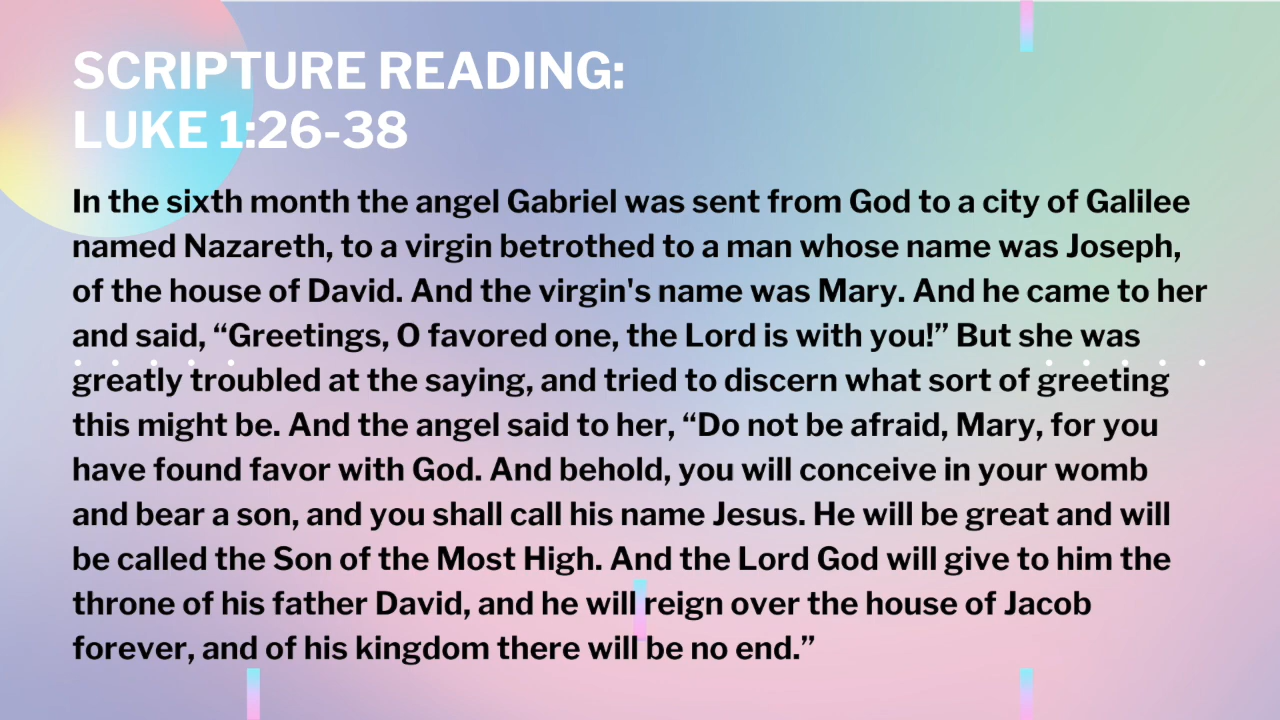 SCRIPTURE READING:
LUKE 1:26-38
In the sixth month the angel Gabriel was sent from God to a city of Galilee
named Nazareth, to a virgin betrothed to a man whose name was Joseph,
of the house of David. And the virgin's name was Mary. And he came to her
and said, “Greetings, O favored one, the Lord is with you!” But she was
greatly troubled at the saying, and tried to discern what sort of greeting
this might be. And the angel said to her, “Do not be afraid, Mary, for you
have found favor with God. And behold, you will conceive in your womb
and bear a son, and you shall call his name Jesus. He will be great and will
be called the Son of the Most High. And the Lord God will give to him the
throne of his father David, and he will reign over the house of Jacob
forever, and of his kingdom there will be no end.”